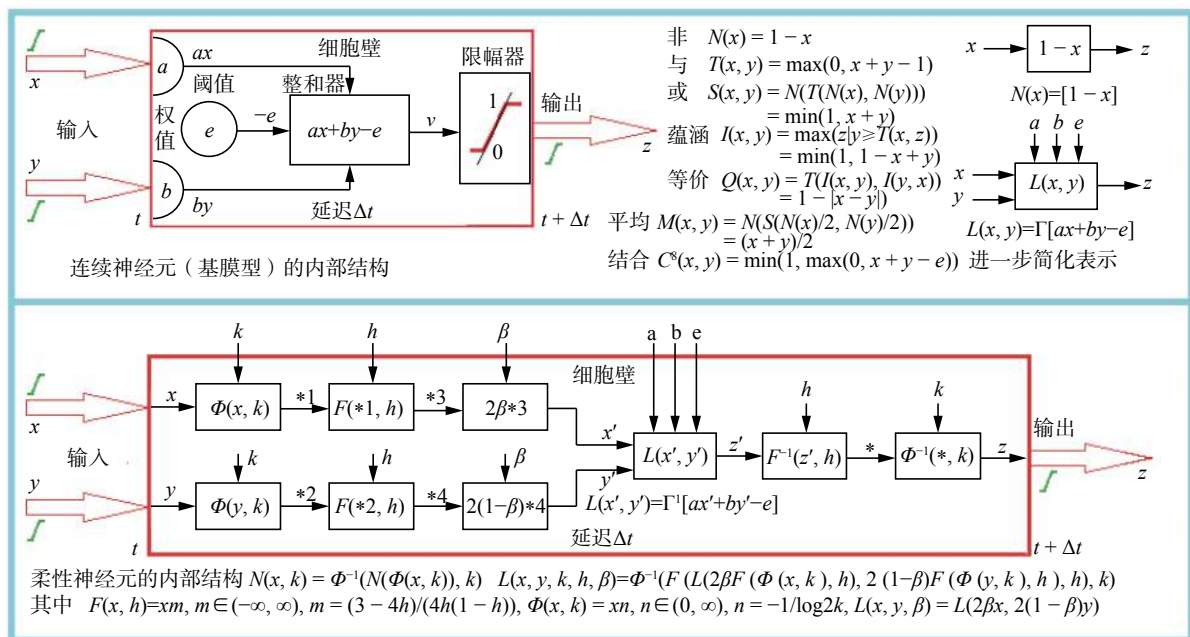 x
y
输入
a
ax
细胞壁
阈值
整和器
权值
e
−e
ax+by−e
v
限幅器
1
0
输出
z
b
by
t
延迟Δt
t + Δt
连续神经元（基膜型）的内部结构
非 N(x) = 1 − x
与 T(x, y) = max(0, x + y − 1)
或 S(x, y) = N(T(N(x), N(y)))
= min(1, x + y)
蕴涵 I(x, y) = max(z|y⩾T(x, z))
= min(1, 1 − x + y)
等价 Q(x, y) = T(I(x, y), I(y, x))
= 1 − |x − y|)
平均 M(x, y) = N(S(N(x)/2, N(y)/2))
= (x + y)/2
结合 C⁸(x, y) = min(1, max(0, x + y − e))
x
1 − x
z
N(x)=[1 − x]
a b e
x
y
L(x, y)
z
L(x, y)=Γ[ax+by−e]
进一步简化表示
k h β a b e
细胞壁
h k
x
输入
y
x
Φ(x, k)
*1
F(*1, h)
*3
2β*3
x′
k h β
y
Φ(y, k)
*2
F(*2, h)
*4
2(1−β)*4
y′
L(x′, y′)
z′
F⁻¹(z′, h)
*
Φ⁻¹(*, k)
z
输出
z
L(x′, y′)=Γ¹[ax′+by′−e]
t
延迟Δt
t + Δt
柔性神经元的内部结构 N(x, k) = Φ⁻¹(N(Φ(x, k)), k) L(x, y, k, h, β)=Φ⁻¹(F (L(2βF (Φ (x, k ), h), 2 (1−β)F (Φ (y, k ), h ), h), k)
其中 F(x, h)=xm, m∈(−∞, ∞), m = (3 − 4h)/(4h(1 − h)), Φ(x, k) = xn, n∈(0, ∞), n = −1/log2k, L(x, y, β) = L(2βx, 2(1 − β)y)